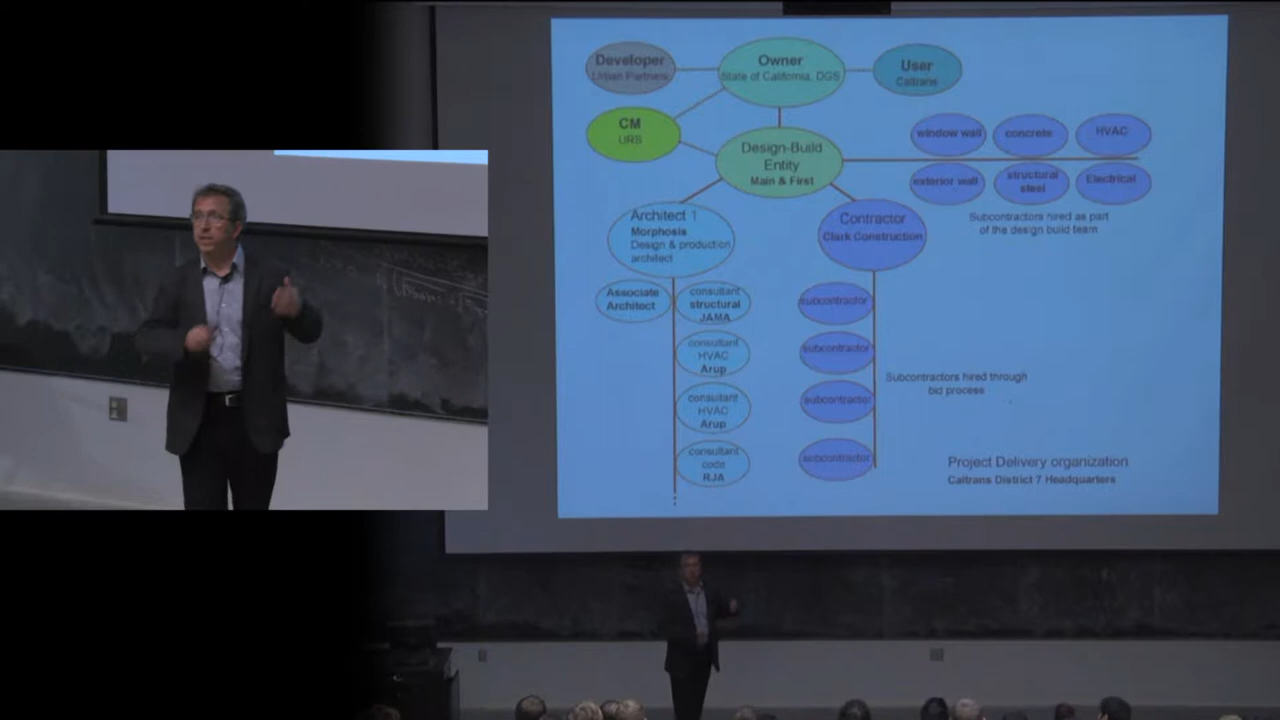 Developer
Urban Partners
Owner
State of California, DGS
User
Caltrans
CM
URS
Design-Build
Entity
Main & First
window wall
concrete
HVAC
exterior wall
structural
steel
Electrical
Subcontractors hired as part
of the design build team
Architect 1
Morphosis
Design & production
architect
Contractor
Clark Construction
Associate
Architect
consultant
structural
JAMA
consultant
HVAC
Arup
consultant
HVAC
Arup
consultant
code
RJA
subcontractor
subcontractor
subcontractor
subcontractor
Subcontractors hired through
bid process
Project Delivery organization
Caltrans District 7 Headquarters